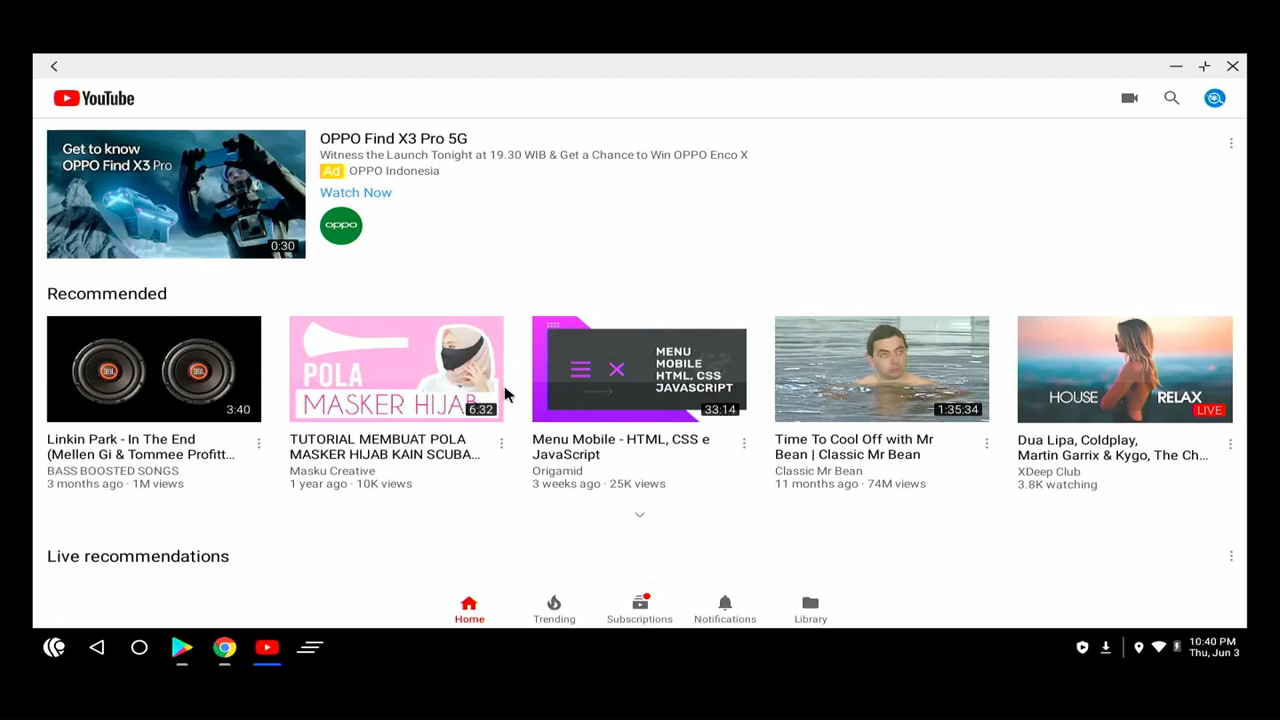 YouTube
Get to know
OPPO Find X3 Pro
0:30
OPPO Find X3 Pro 5G
Witness the Launch Tonight at 19.30 WIB & Get a Chance to Win OPPO Enco X
Ad OPPO Indonesia
Watch Now
oppo
Recommended
JBL JBL
3:40
Linkin Park - In The End
(Mellen Gi & Tommee Profitt...
BASS BOOSTED SONGS
3 months ago · 1M views
POLA
MASKER HIJAB
6:32
TUTORIAL MEMBUAT POLA
MASKER HIJAB KAIN SCUBA...
Masku Creative
1 year ago · 10K views
MENU
MOBILE
HTML, CSS
JAVASCRIPT
33:14
Menu Mobile - HTML, CSS e
JavaScript
Origamid
3 weeks ago · 25K views
1:35:34
Time To Cool Off with Mr
Bean | Classic Mr Bean
Classic Mr Bean
11 months ago · 74M views
HOUSE RELAX
LIVE
Dua Lipa, Coldplay,
Martin Garrix & Kygo, The Ch...
XDeep Club
3.8K watching
Live recommendations
Home
Trending
Subscriptions
Notifications
Library
10:40 PM
Thu, Jun 3